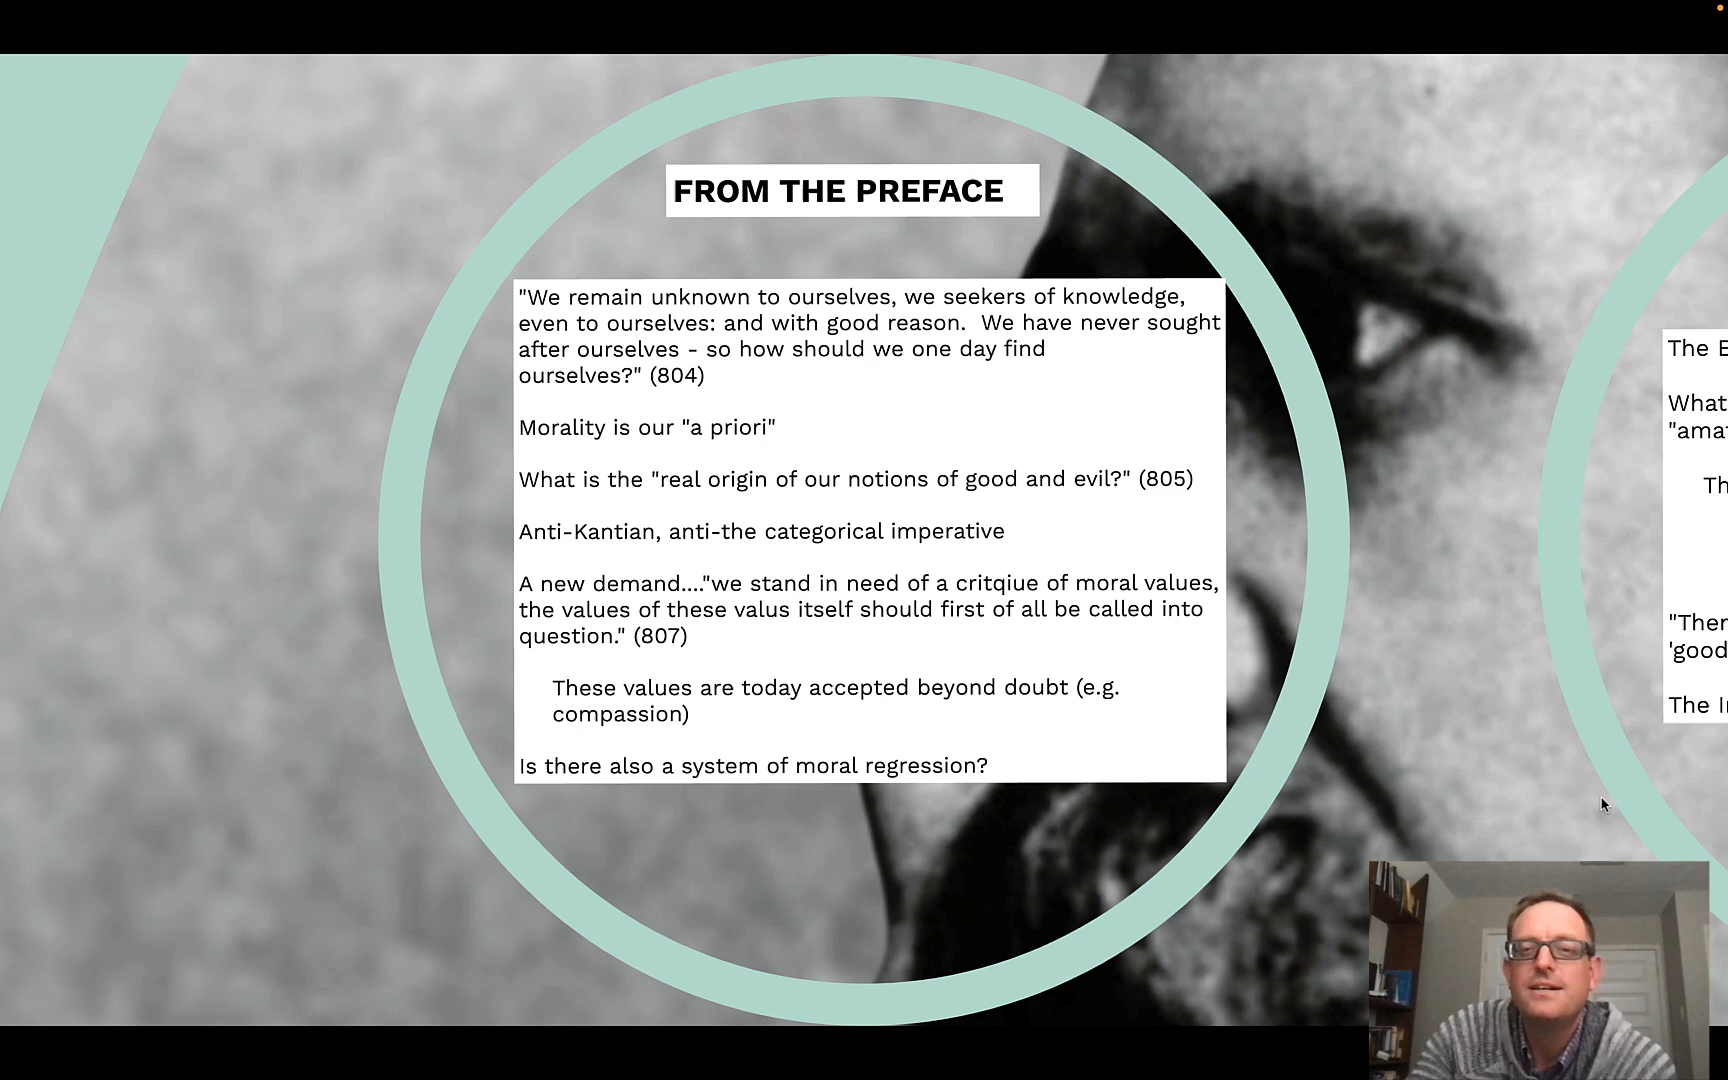 FROM THE PREFACE
"We remain unknown to ourselves, we seekers of knowledge,
even to ourselves: and with good reason.  We have never sought
after ourselves - so how should we one day find
ourselves?" (804)
Morality is our "a priori"
What is the "real origin of our notions of good and evil?" (805)
Anti-Kantian, anti-the categorical imperative
A new demand...."we stand in need of a critqiue of moral values,
the values of these valus itself should first of all be called into
question." (807)
These values are today accepted beyond doubt (e.g.
compassion)
Is there also a system of moral regression?
The
What
"Ther
'good
The